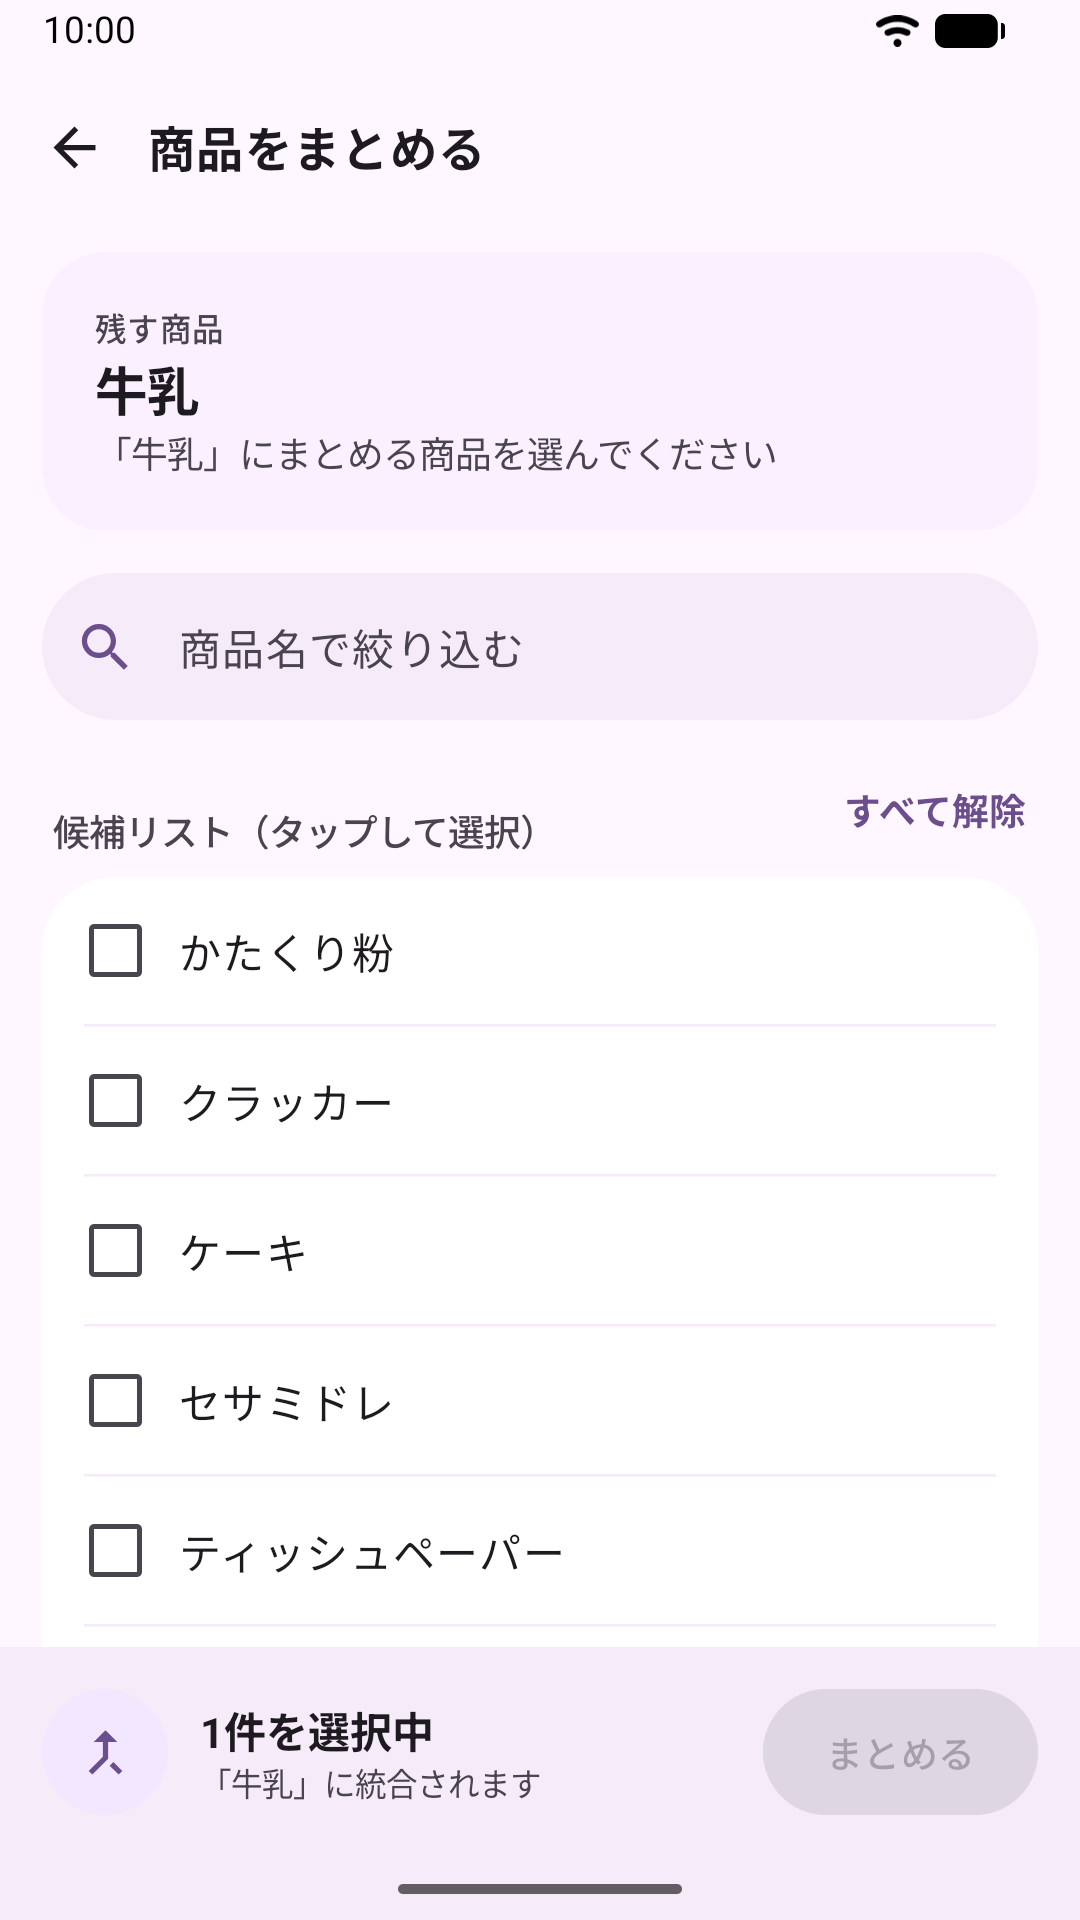 10:00
商品をまとめる
残す商品
牛乳
「牛乳」にまとめる商品を選んでください
商品名で絞り込む
すべて解除
候補リスト（タップして選択）
かたくり粉
クラッカー
ケーキ
セサミドレ
ティッシュペーパー
1件を選択中
「牛乳」に統合されます
まとめる